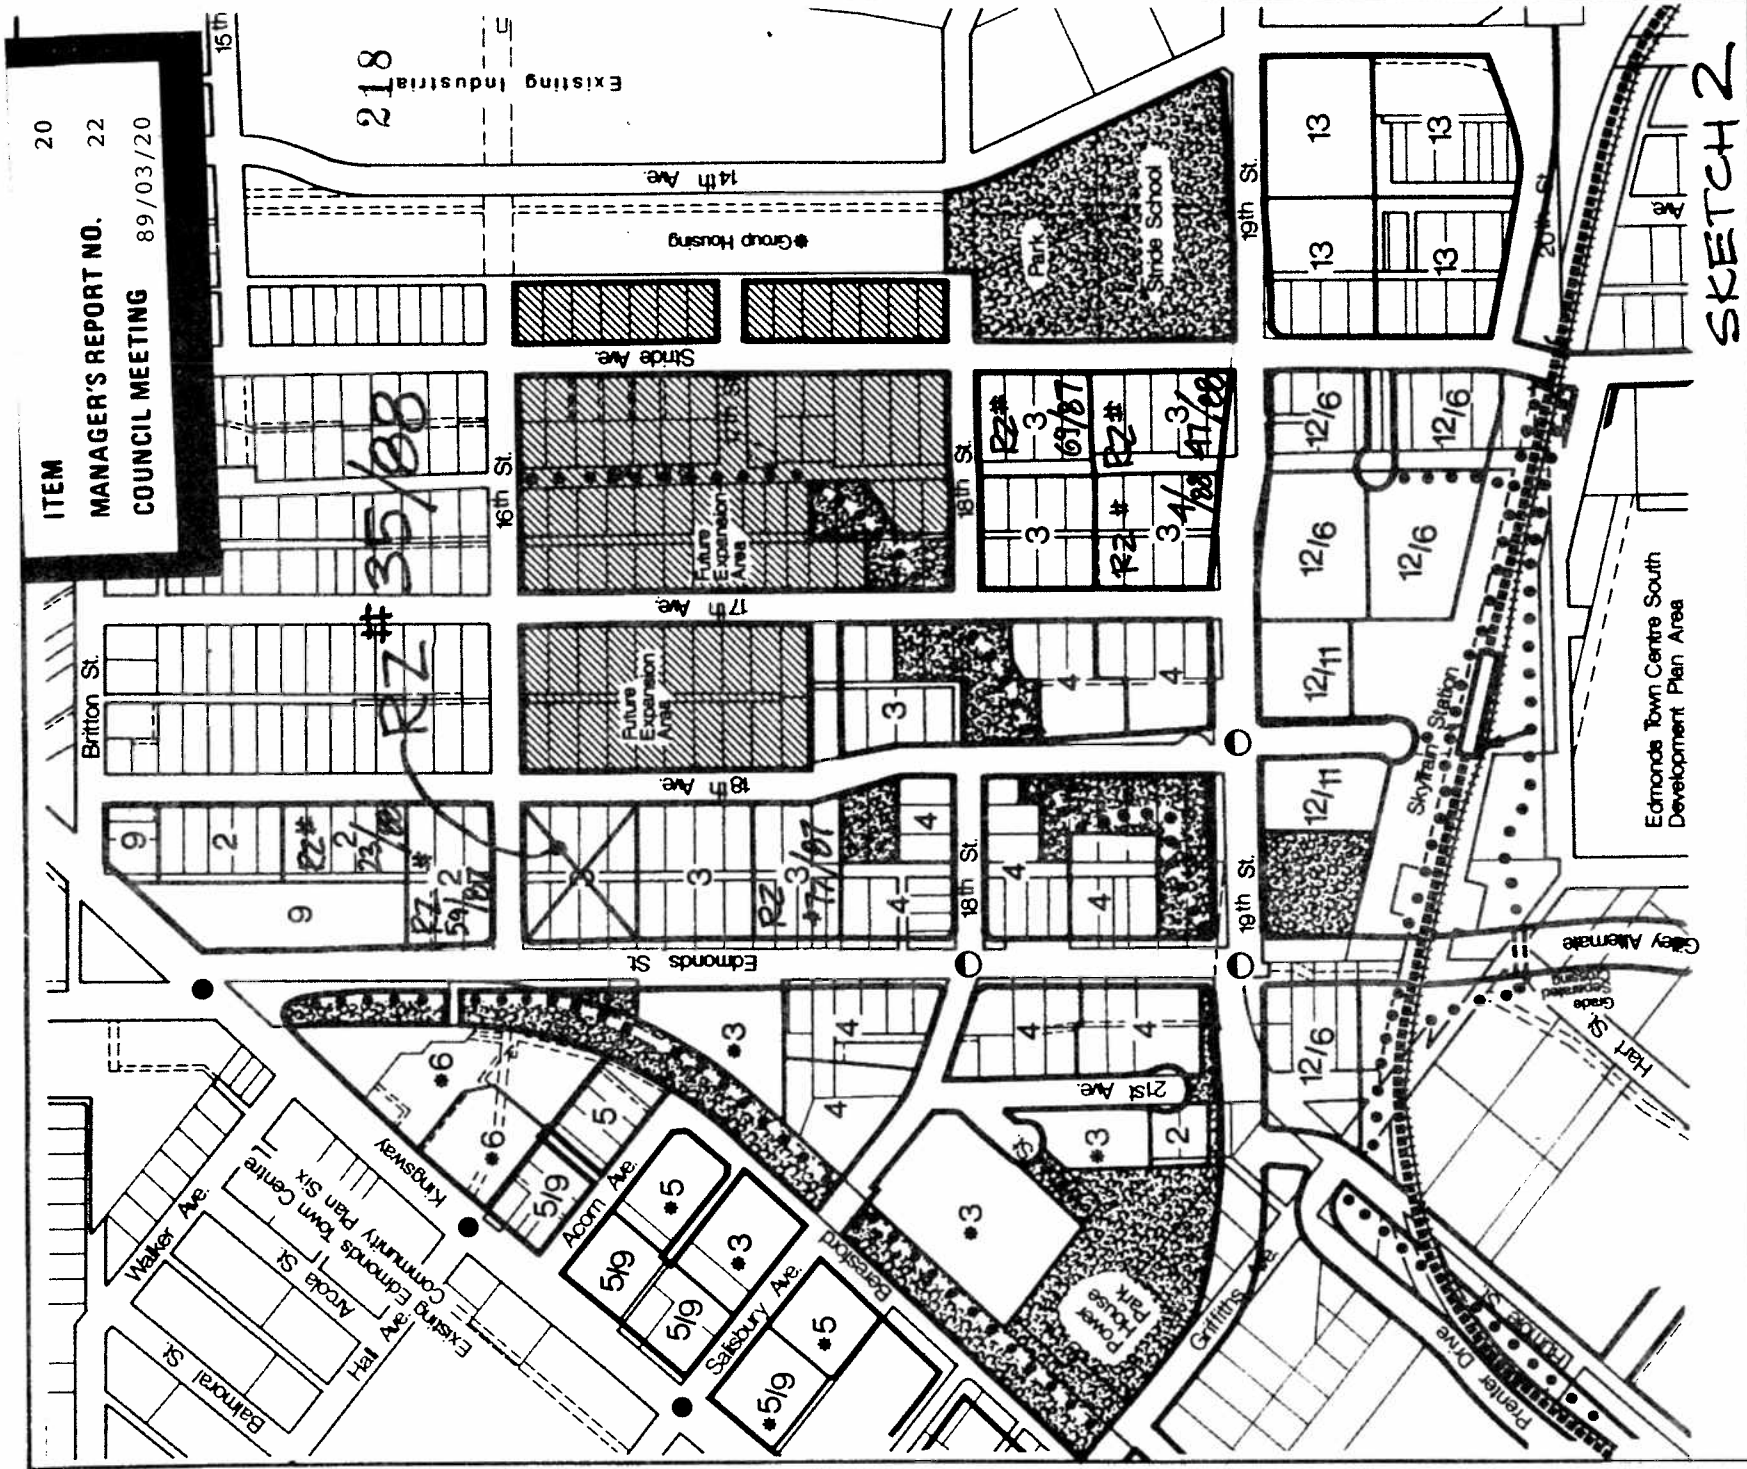 ITEM 20
MANAGER'S REPORT NO. 22
COUNCIL MEETING 89/03/20
15th
218
Existing Industrial
14th Ave.
*Group Housing
Park
Stride School
Stride Ave.
19th St.
13
13
13
13
20th St.
Ave
SKETCH 2
Britton St.
RZ # 35/88
16th St.
17th St.
Future
Expansion
Area
17th Ave.
Future
Expansion
Area
18th Ave.
18th St.
RZ#
3
69/87
RZ#
3
47/88
3
RZ #
3
4/88
12/6
12/6
12/6
12/6
12/11
12/11
3
4
4
Skytrain Station
Edmonds Town Centre South
Development Plan Area
9
2
RZ#
2
23/88
9
RZ #
2
59/87
3
3
RZ
3
#77/87
4
4
18th St.
4
4
19th St.
Edmonds St.
Gilley Alternate
Grade
Separated
Crossing
Hart St.
Kingsway
*6
*6
5
5/9
*3
4
4
4
4
21st Ave.
12/6
Walker Ave.
Arcola St.
Hall Ave.
Balmoral St.
Existing Community Edmonds Town Centre
Plan Six
Acorn Ave.
5/9
*5
5/9
*3
Salisbury Ave.
*5/9
*5
Beresford
St.
*3
*3
2
Power
House
Park
Griffiths Ave
Prenter Drive
Elmore St.